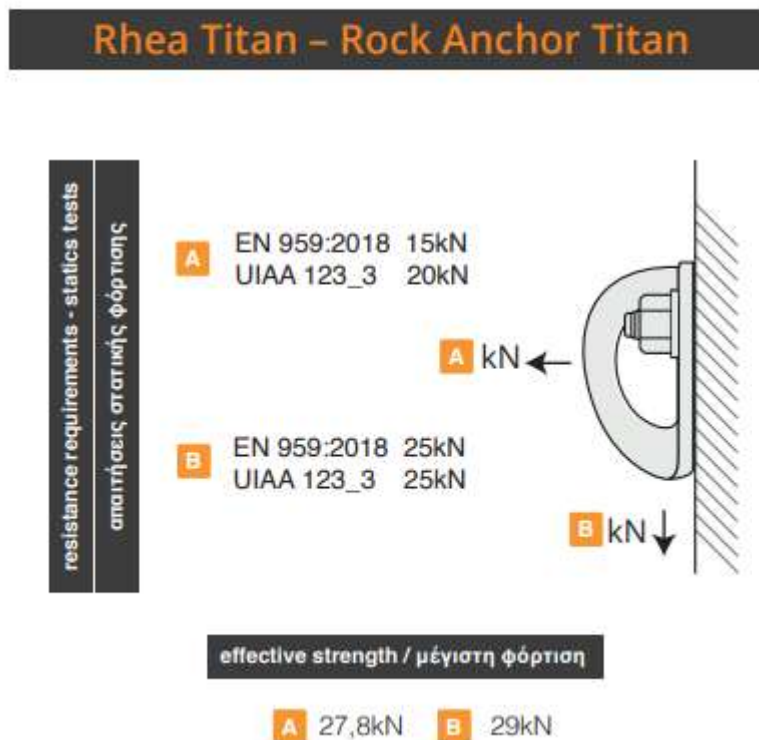 Rhea Titan – Rock Anchor Titan
resistance requirements - statics tests
απαιτήσεις στατικής φόρτισης
A EN 959:2018 15kN
UIAA 123_3 20kN
A kN
B EN 959:2018 25kN
UIAA 123_3 25kN
B kN
effective strength / μέγιστη φόρτιση
A 27,8kN B 29kN